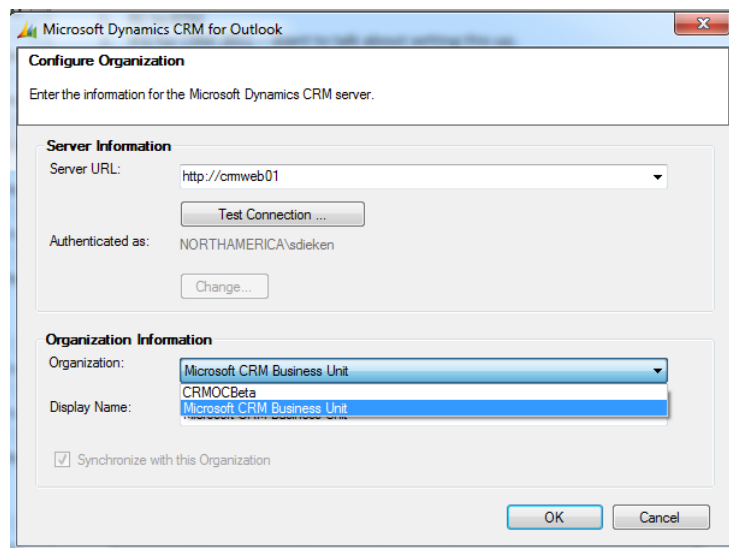 Microsoft Dynamics CRM for Outlook
Configure Organization
Enter the information for the Microsoft Dynamics CRM server.
Server Information
Server URL:
http://crmweb01
Test Connection ...
Authenticated as:
NORTHAMERICA\sdieken
Change...
Organization Information
Organization:
Microsoft CRM Business Unit
CRMOCBeta
Display Name:
Microsoft CRM Business Unit
Synchronize with this Organization
OK
Cancel